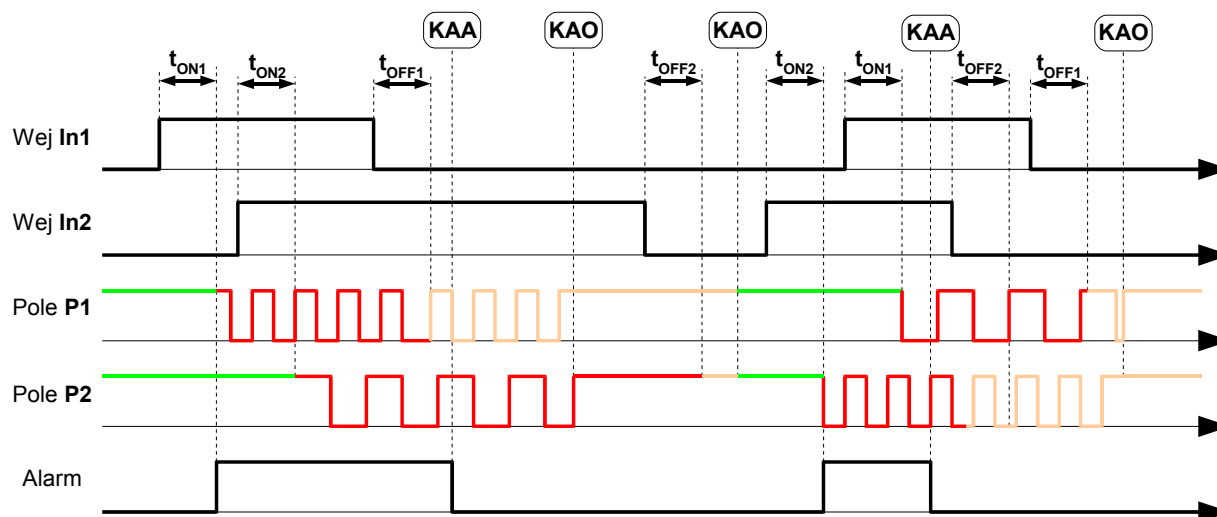 KAA KAO KAO KAA KAO
tON1 tON2 tOFF1 tOFF2 tON2 tON1 tOFF2 tOFF1
Wej In1
Wej In2
Pole P1
Pole P2
Alarm